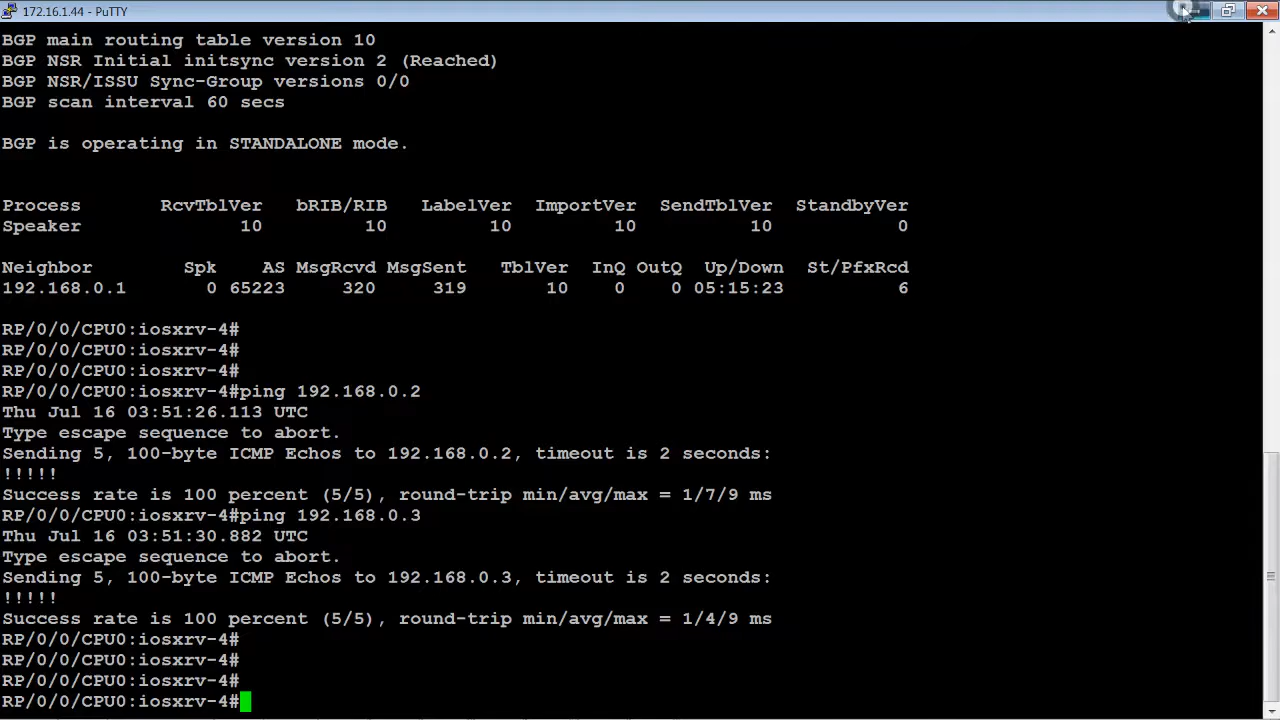 172.16.1.44 - PuTTY
BGP main routing table version 10
BGP NSR Initial initsync version 2 (Reached)
BGP NSR/ISSU Sync-Group versions 0/0
BGP scan interval 60 secs
BGP is operating in STANDALONE mode.
Process RcvTblVer bRIB/RIB LabelVer ImportVer SendTblVer StandbyVer
Speaker 10 10 10 10 10 0
Neighbor Spk AS MsgRcvd MsgSent TblVer InQ OutQ Up/Down St/PfxRcd
192.168.0.1 0 65223 320 319 10 0 0 05:15:23 6
RP/0/0/CPU0:iosxrv-4#
RP/0/0/CPU0:iosxrv-4#
RP/0/0/CPU0:iosxrv-4#
RP/0/0/CPU0:iosxrv-4#ping 192.168.0.2
Thu Jul 16 03:51:26.113 UTC
Type escape sequence to abort.
Sending 5, 100-byte ICMP Echos to 192.168.0.2, timeout is 2 seconds:
!!!!!
Success rate is 100 percent (5/5), round-trip min/avg/max = 1/7/9 ms
RP/0/0/CPU0:iosxrv-4#ping 192.168.0.3
Thu Jul 16 03:51:30.882 UTC
Type escape sequence to abort.
Sending 5, 100-byte ICMP Echos to 192.168.0.3, timeout is 2 seconds:
!!!!!
Success rate is 100 percent (5/5), round-trip min/avg/max = 1/4/9 ms
RP/0/0/CPU0:iosxrv-4#
RP/0/0/CPU0:iosxrv-4#
RP/0/0/CPU0:iosxrv-4#
RP/0/0/CPU0:iosxrv-4#